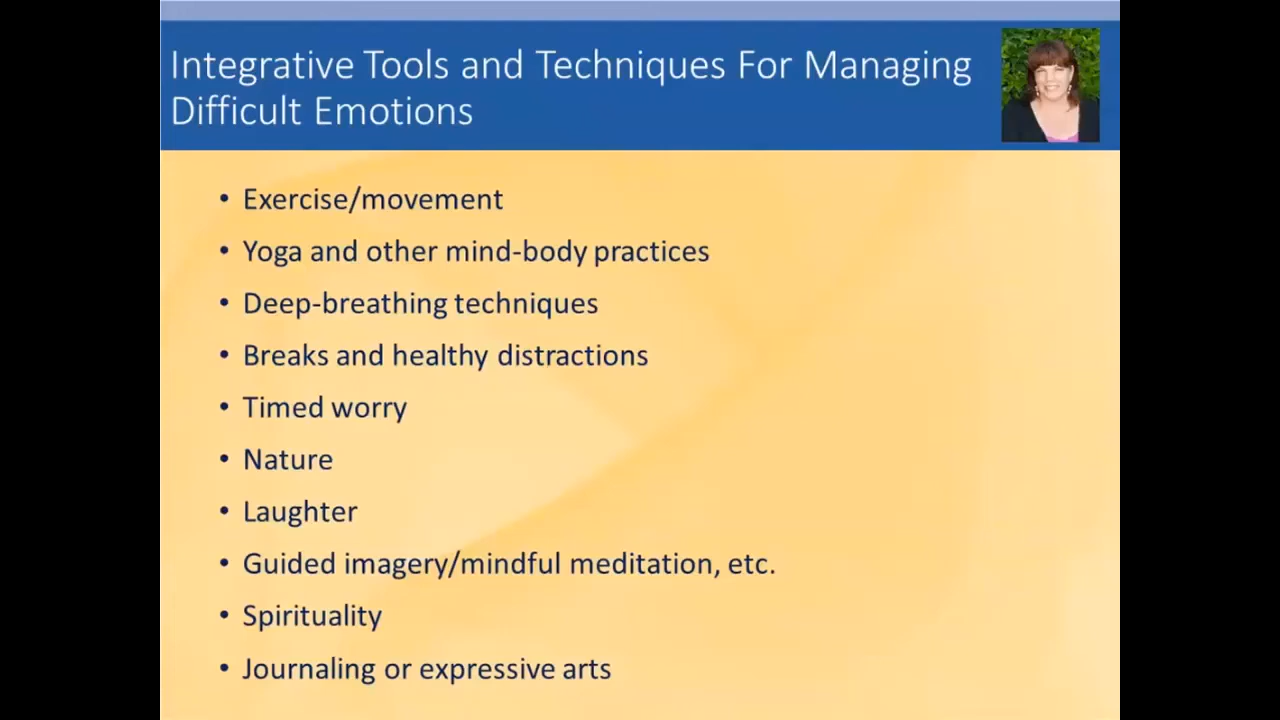 Integrative Tools and Techniques For Managing
Difficult Emotions
• Exercise/movement
• Yoga and other mind-body practices
• Deep-breathing techniques
• Breaks and healthy distractions
• Timed worry
• Nature
• Laughter
• Guided imagery/mindful meditation, etc.
• Spirituality
• Journaling or expressive arts